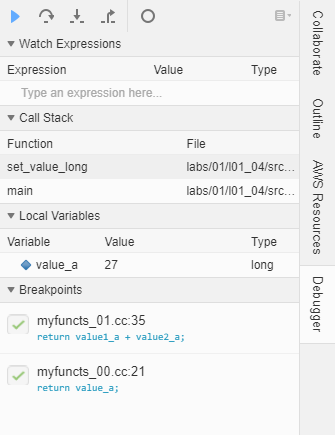 Watch Expressions
Expression Value Type
Type an expression here...
Call Stack
Function File
set_value_long labs/01/l01_04/src...
main labs/01/l01_04/src...
Local Variables
Variable Value Type
value_a 27 long
Breakpoints
myfuncts_01.cc:35
return value1_a + value2_a;
myfuncts_00.cc:21
return value_a;
Collaborate
Outline
AWS Resources
Debugger